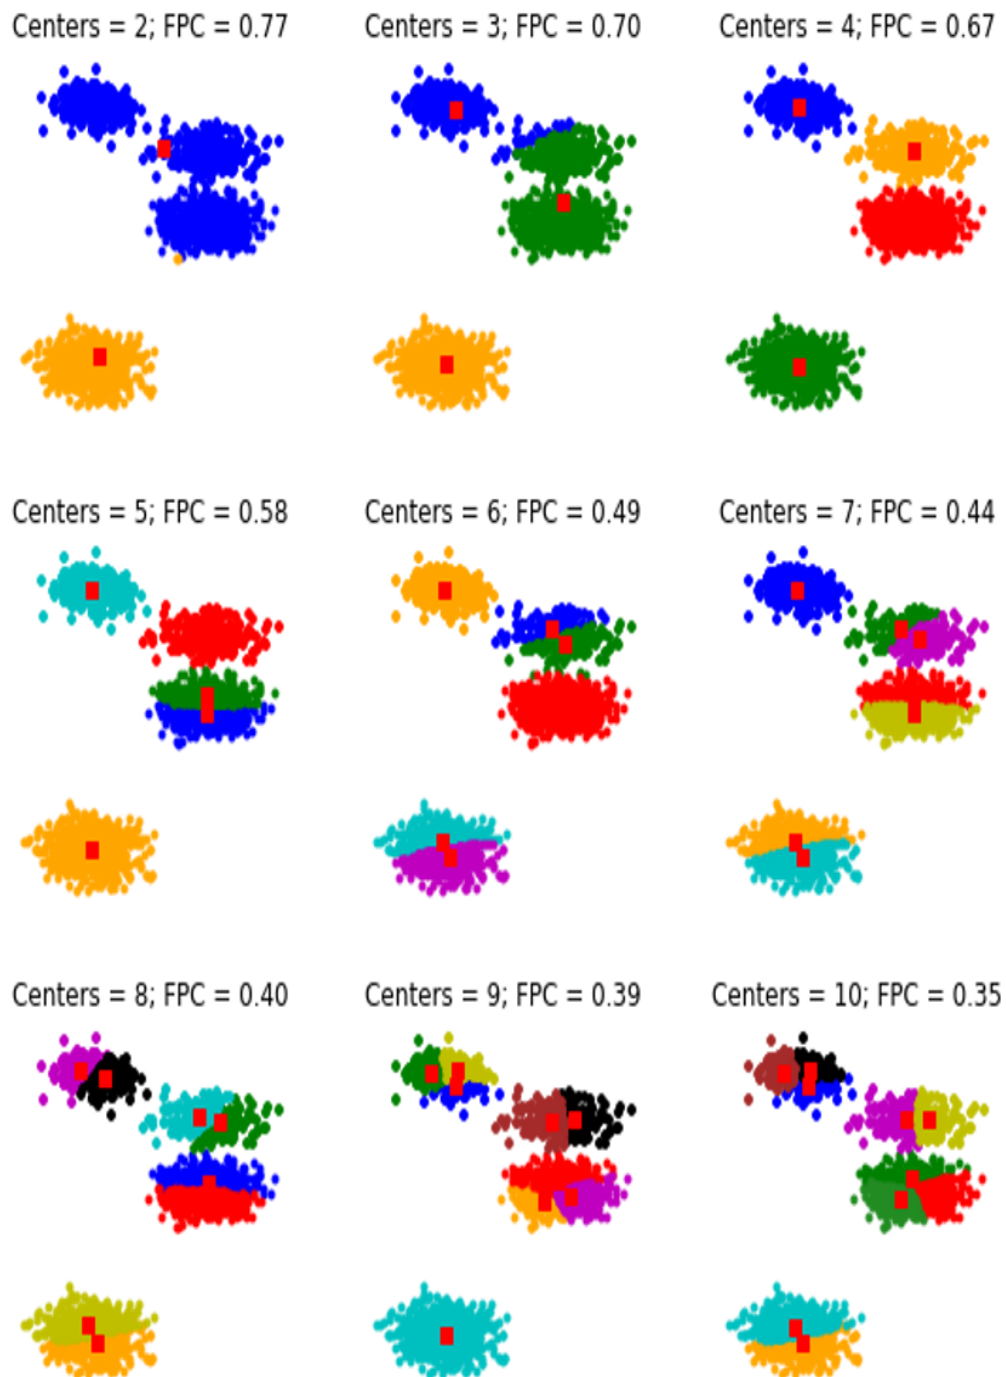 Centers = 2; FPC = 0.77
Centers = 3; FPC = 0.70
Centers = 4; FPC = 0.67
Centers = 5; FPC = 0.58
Centers = 6; FPC = 0.49
Centers = 7; FPC = 0.44
Centers = 8; FPC = 0.40
Centers = 9; FPC = 0.39
Centers = 10; FPC = 0.35